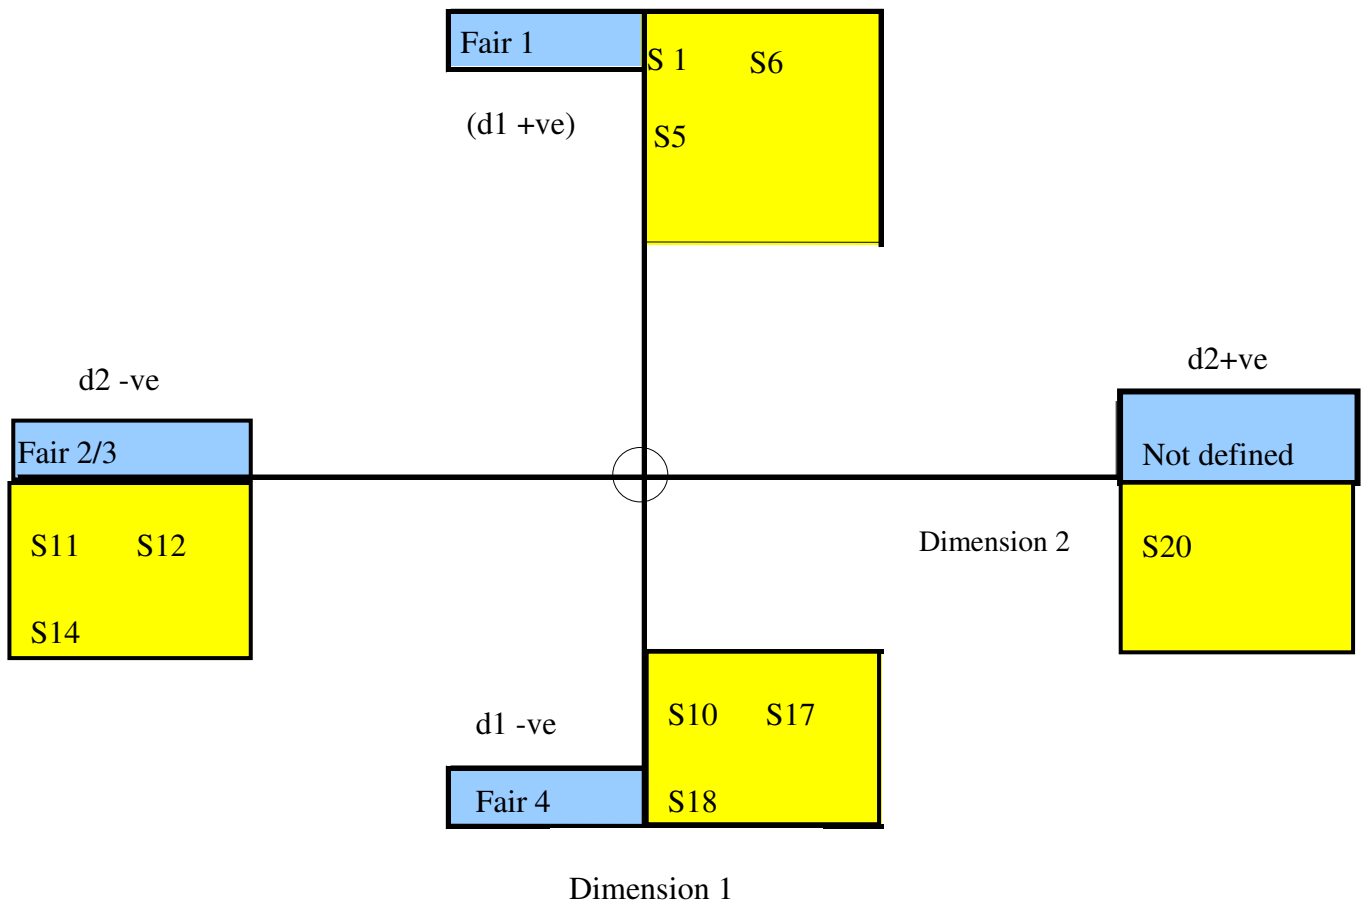 Fair 1
S 1 S6
(d1 +ve)
S5
d2+ve
d2 -ve
Fair 2/3
Not defined
S11 S12
Dimension 2
S20
S14
S10 S17
d1 -ve
Fair 4
S18
Dimension 1